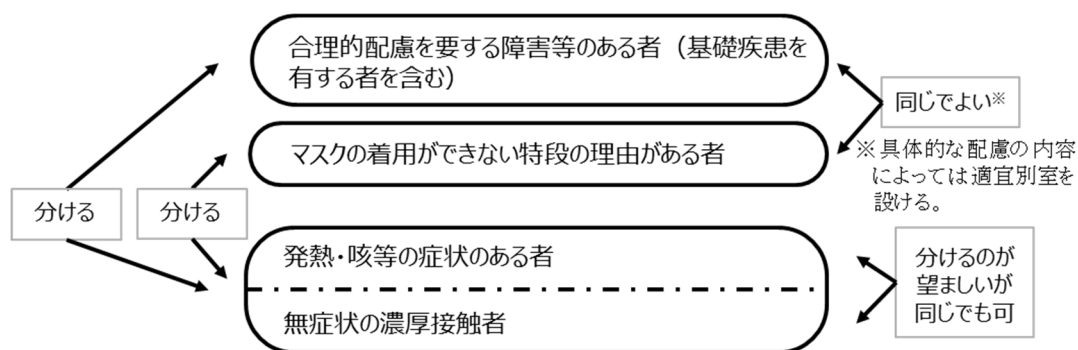 合理的配慮を要する障害等のある者（基礎疾患を
有する者を含む）
同じでよい※
マスクの着用ができない特段の理由がある者
※具体的な配慮の内容
によっては適宜別室を
設ける。
分ける
分ける
発熱・咳等の症状のある者
無症状の濃厚接触者
分けるのが
望ましいが
同じでも可